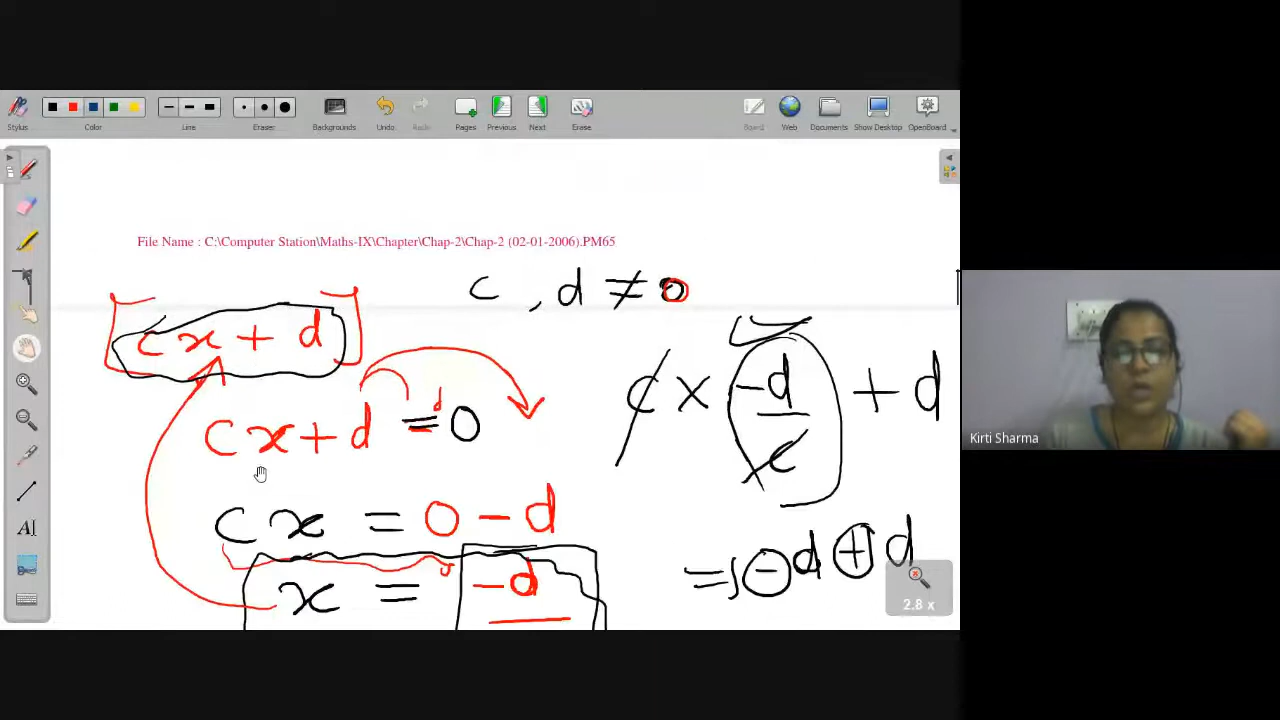 Stylus Color Line Eraser Backgrounds Undo Redo Pages Previous Next Erase Board Web Documents Show Desktop OpenBoard
File Name : C:\Computer Station\Maths-IX\Chapter\Chap-2\Chap-2 (02-01-2006).PM65
c , d ≠ 0
[cx + d]
c × -d/c + d
cx + d = 0
d
cx = 0 - d
= -d + d
x = -d
2.8 x
Kirti Sharma